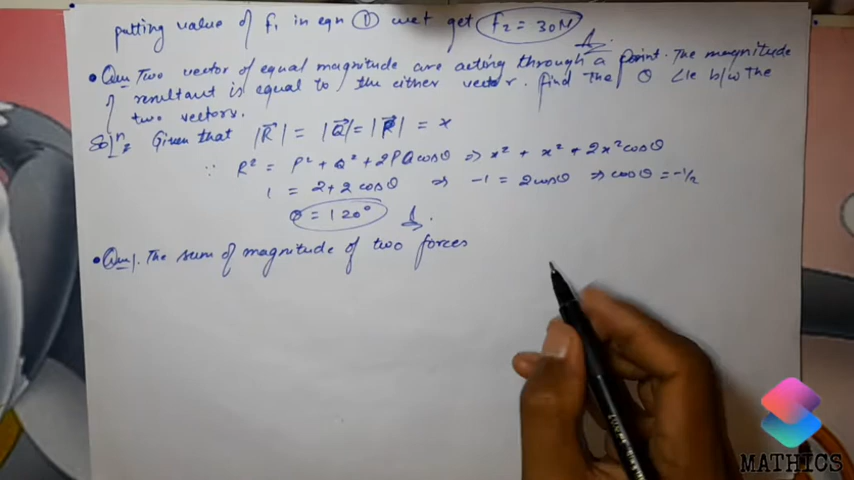 putting value of f₁ in eqn ① we get f₂ = 30N
• Qun Two vector of equal magnitude are acting through a point. The magnitude
of resultant is equal to the either vector. find the θ ∠le b/w the
two vectors.
Solⁿ: Given that |R⃗| = |Q⃗| = |P⃗| = x
∵ R² = P² + Q² + 2PQ cosθ ⇒ x² + x² + 2x² cosθ
1 = 2 + 2 cosθ ⇒ -1 = 2cosθ ⇒ cosθ = -1/2
θ = 120°
• Qun. The sum of magnitude of two forces
MATHICS